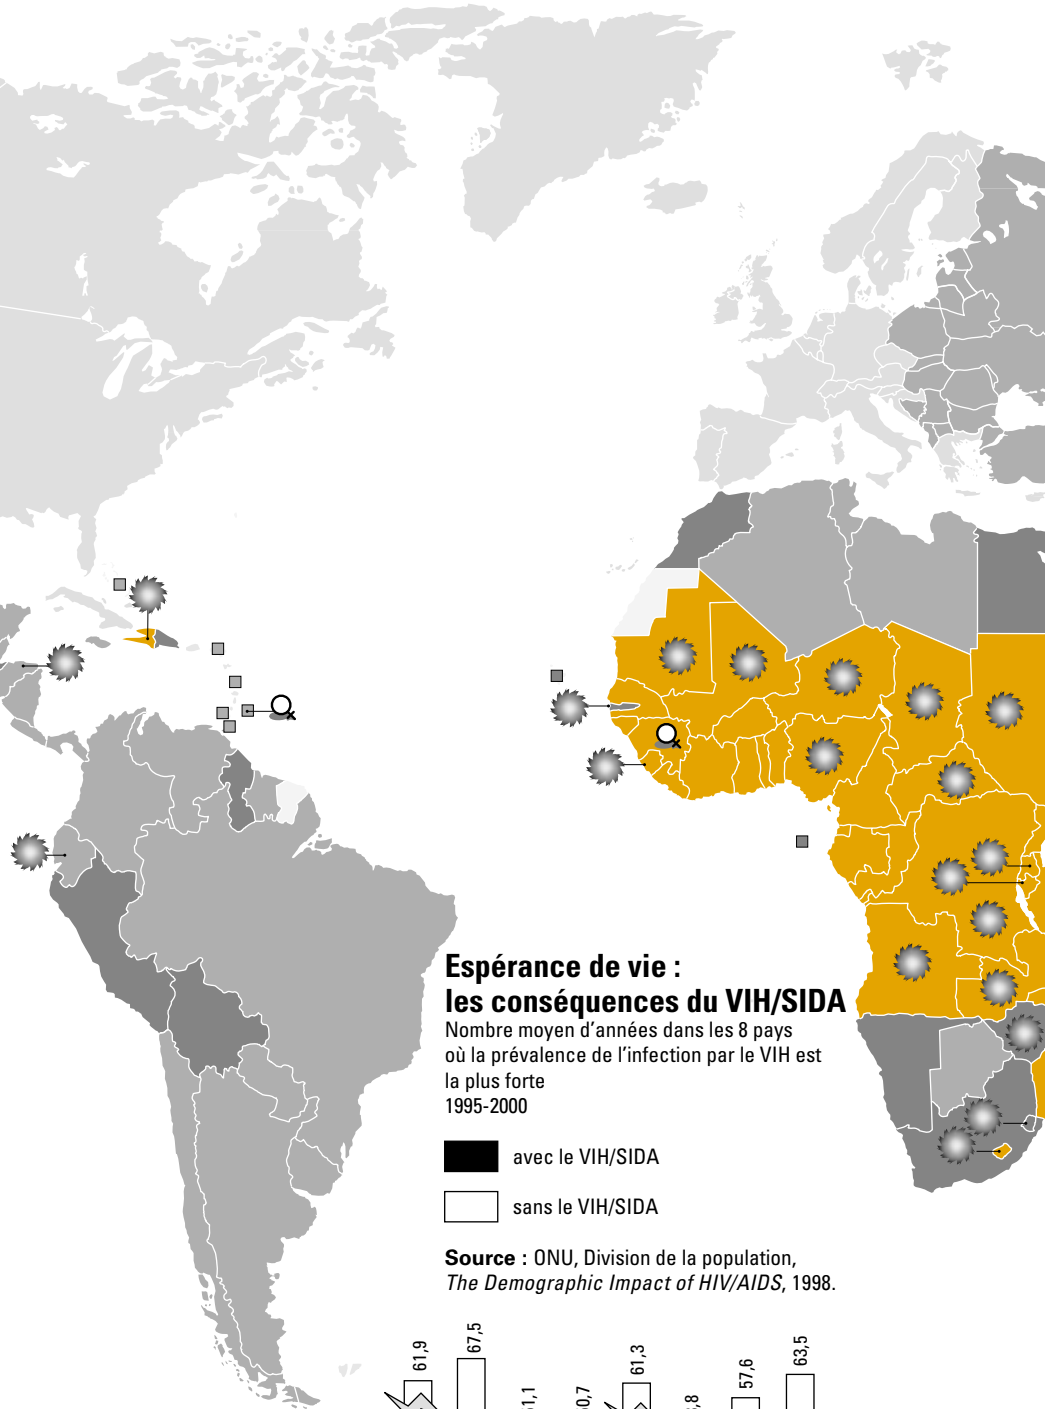 Espérance de vie :
les conséquences du VIH/SIDA
Nombre moyen d’années dans les 8 pays
où la prévalence de l’infection par le VIH est
la plus forte
1995-2000
avec le VIH/SIDA
sans le VIH/SIDA
Source : ONU, Division de la population,
The Demographic Impact of HIV/AIDS, 1998.
61,9
67,5
61,3
57,6
63,5